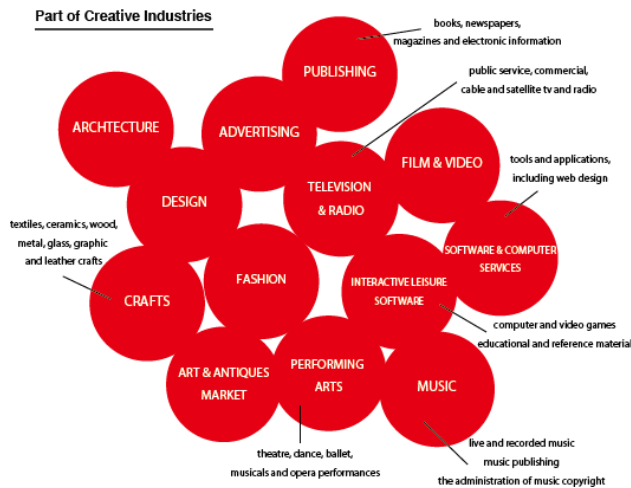 Part of Creative Industries
books, newspapers,
magazines and electronic information
PUBLISHING
public service, commercial,
cable and satellite tv and radio
ARCHTECTURE
ADVERTISING
FILM & VIDEO
tools and applications,
including web design
DESIGN
TELEVISION
& RADIO
textiles, ceramics, wood,
metal, glass, graphic
and leather crafts
SOFTWARE & COMPUTER
SERVICES
FASHION
INTERACTIVE LEISURE
SOFTWARE
CRAFTS
computer and video games
educational and reference material
ART & ANTIQUES
MARKET
PERFORMING
ARTS
MUSIC
theatre, dance, ballet,
musicals and opera performances
live and recorded music
music publishing
the administration of music copyright